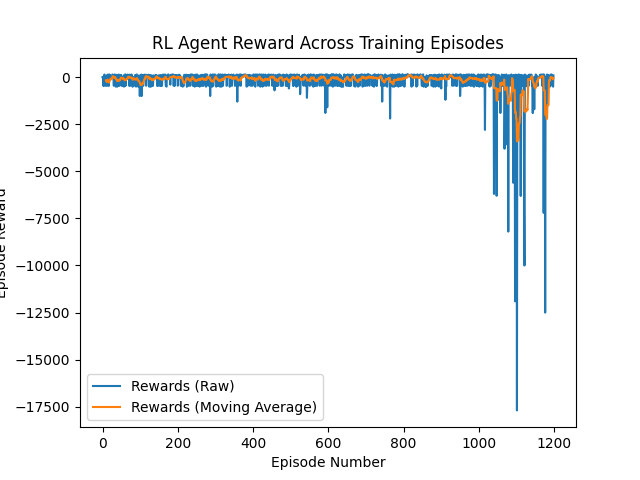 RL Agent Reward Across Training Episodes
0
−2500
−5000
−7500
−10000
−12500
−15000
−17500
Episode Reward
Rewards (Raw)
Rewards (Moving Average)
0 200 400 600 800 1000 1200
Episode Number